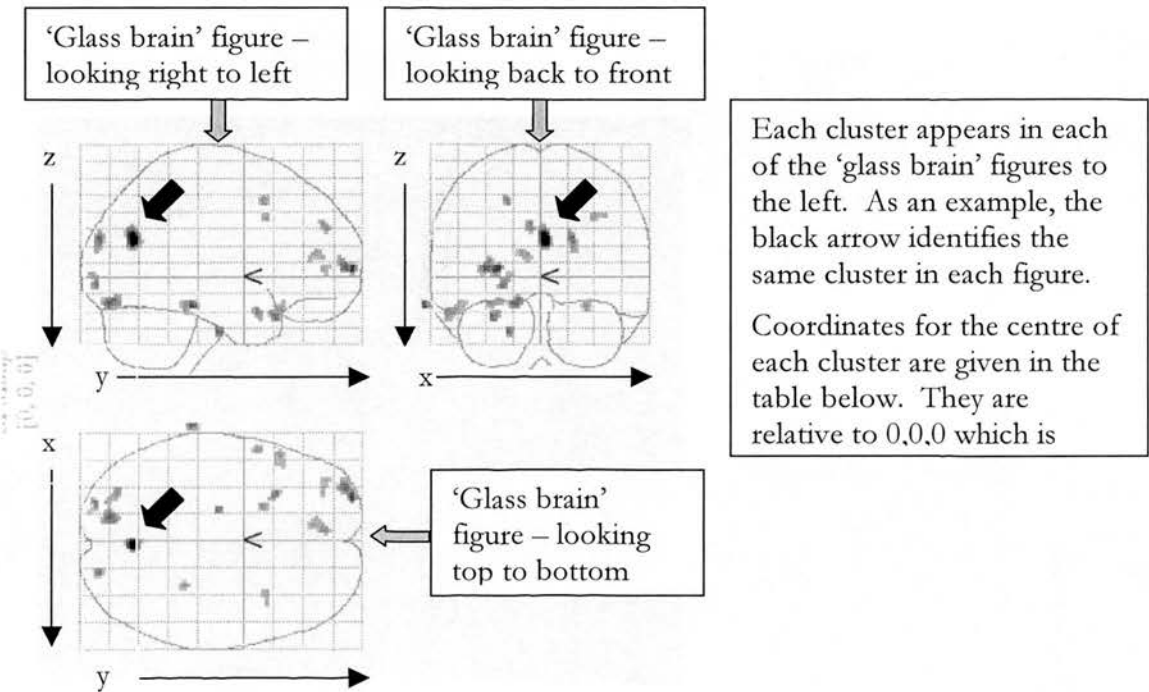 'Glass brain' figure –
looking right to left
'Glass brain' figure –
looking back to front
Each cluster appears in each
of the 'glass brain' figures to
the left. As an example, the
black arrow identifies the
same cluster in each figure.
Coordinates for the centre of
each cluster are given in the
table below. They are
relative to 0,0,0 which is
z
y
z
x
x
y
'Glass brain'
figure – looking
top to bottom